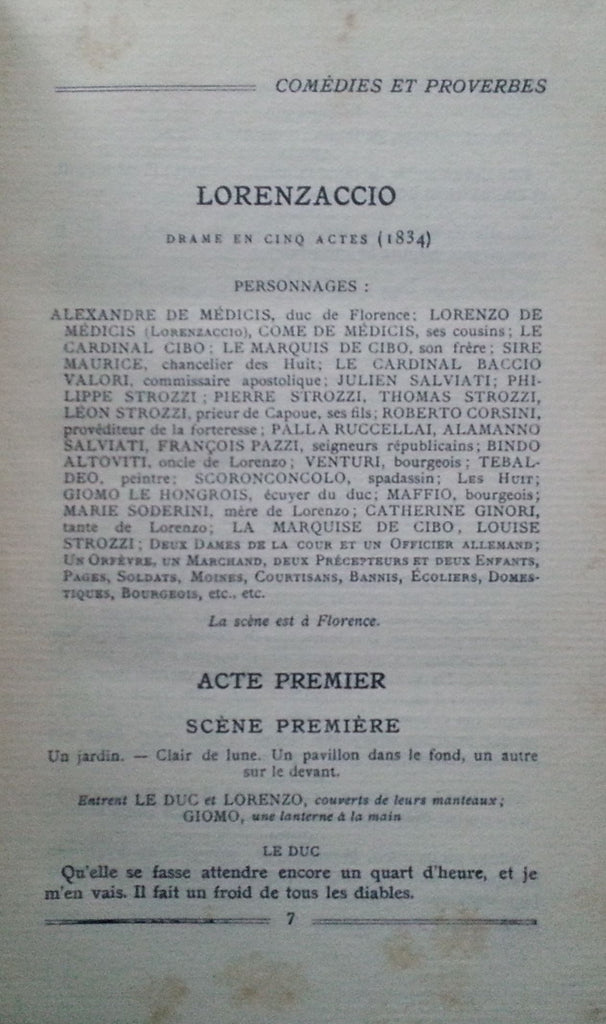 COMÉDIES ET PROVERBES
LORENZACCIO
DRAME EN CINQ ACTES (1834)
PERSONNAGES :
ALEXANDRE DE MÉDICIS, duc de Florence; LORENZO DE
MÉDICIS (LORENZACCIO), COME DE MÉDICIS, ses cousins; LE
CARDINAL CIBO; LE MARQUIS DE CIBO, son frère; SIRE
MAURICE, chancelier des Huit; LE CARDINAL BACCIO
VALORI, commissaire apostolique; JULIEN SALVIATI; PHI-
LIPPE STROZZI; PIERRE STROZZI, THOMAS STROZZI,
LÉON STROZZI, prieur de Capoue, ses fils; ROBERTO CORSINI,
provéditeur de la forteresse; PALLA RUCCELLAI, ALAMANNO
SALVIATI, FRANÇOIS PAZZI, seigneurs républicains; BINDO
ALTOVITI, oncle de Lorenzo; VENTURI, bourgeois; TEBAL-
DEO, peintre; SCORONCONCOLO, spadassin; LES HUIT;
GIOMO LE HONGROIS, écuyer du duc; MAFFIO, bourgeois;
MARIE SODERINI, mère de Lorenzo; CATHERINE GINORI,
tante de Lorenzo; LA MARQUISE DE CIBO, LOUISE
STROZZI; DEUX DAMES DE LA COUR ET UN OFFICIER ALLEMAND;
UN ORFÈVRE, UN MARCHAND, DEUX PRÉCEPTEURS ET DEUX ENFANTS,
PAGES, SOLDATS, MOINES, COURTISANS, BANNIS, ÉCOLIERS, DOMES-
TIQUES, BOURGEOIS, etc., etc.
La scène est à Florence.
ACTE PREMIER
SCÈNE PREMIÈRE
Un jardin. — Clair de lune. Un pavillon dans le fond, un autre
sur le devant.
Entrent LE DUC et LORENZO, couverts de leurs manteaux;
GIOMO, une lanterne à la main
LE DUC
Qu'elle se fasse attendre encore un quart d'heure, et je
m'en vais. Il fait un froid de tous les diables.
7